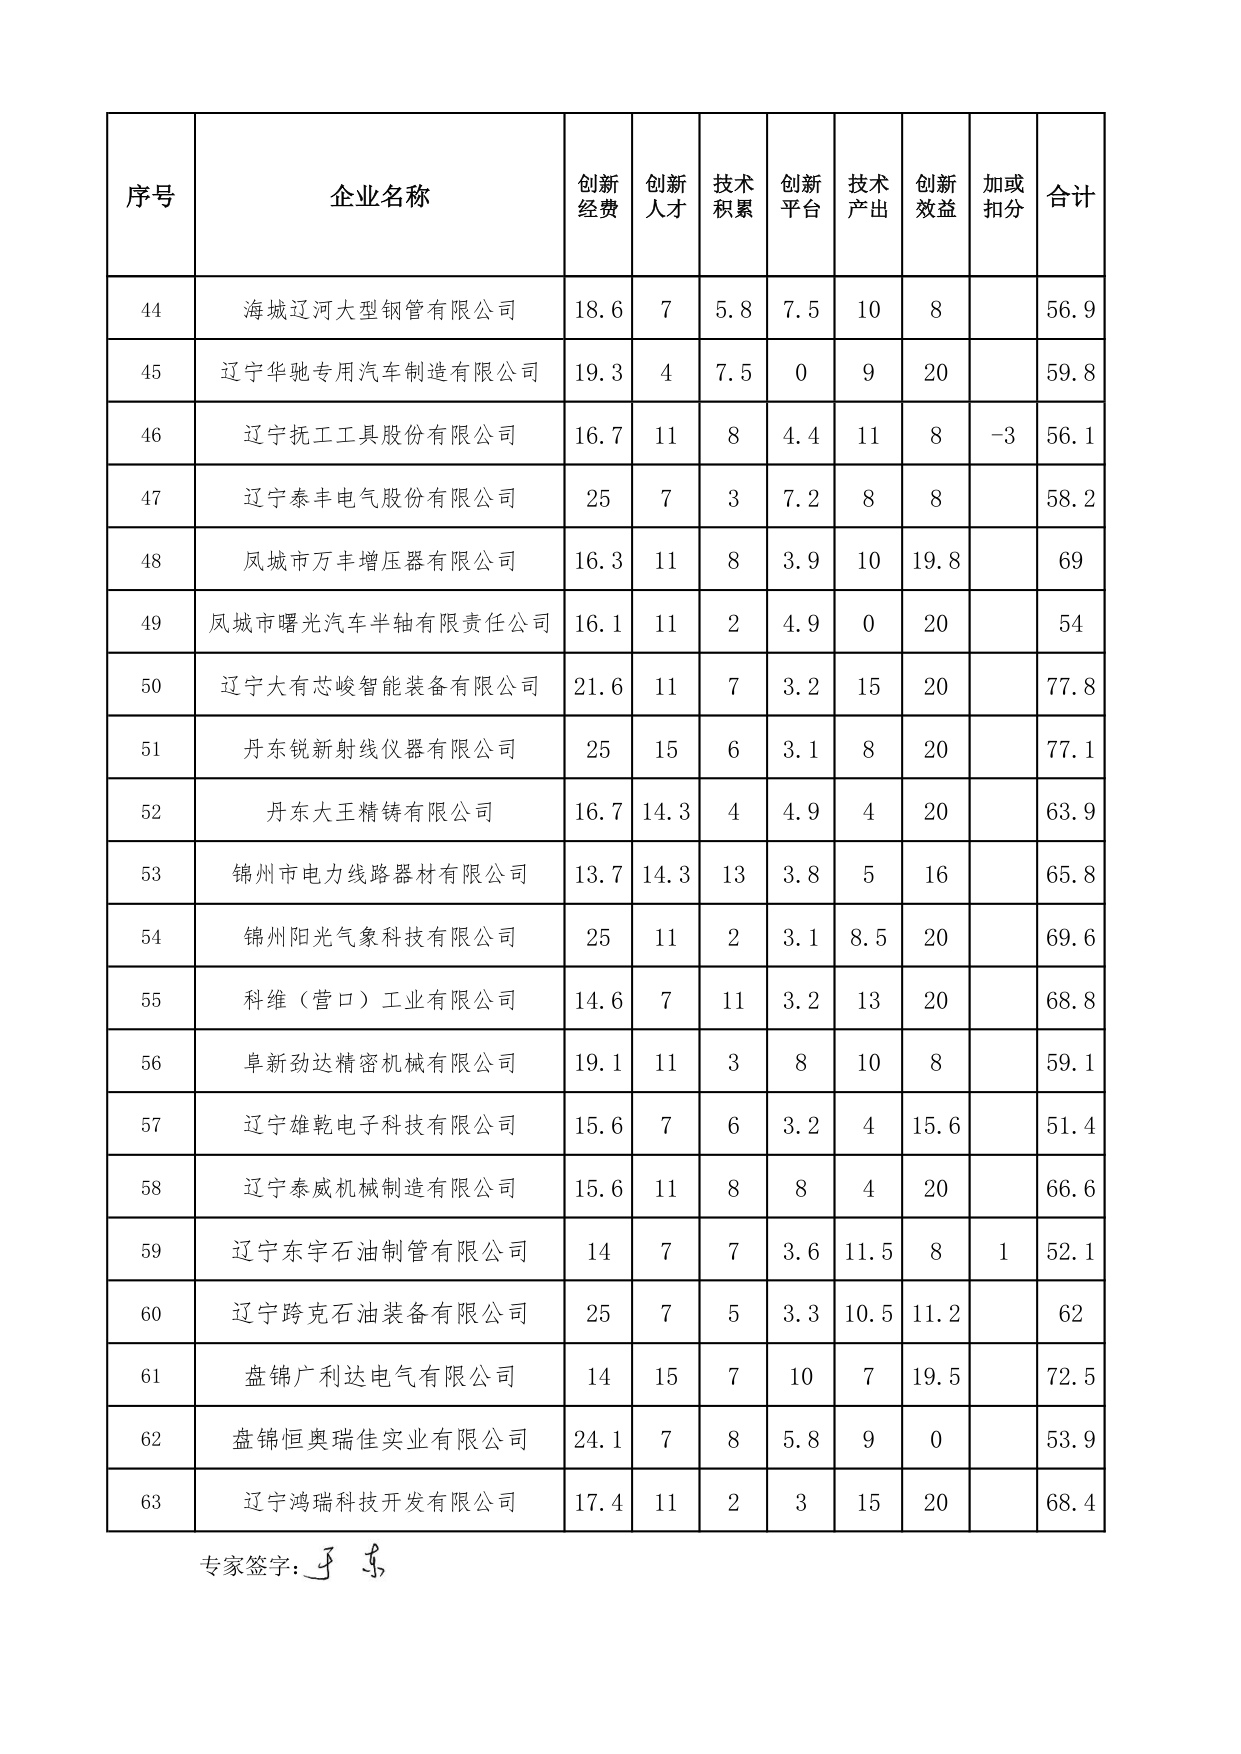 序号 企业名称 创新经费 创新人才 技术积累 创新平台 技术产出 创新效益 加或扣分 合计
44 海城辽河大型钢管有限公司 18.6 7 5.8 7.5 10 8 56.9
45 辽宁华驰专用汽车制造有限公司 19.3 4 7.5 0 9 20 59.8
46 辽宁抚工工具股份有限公司 16.7 11 8 4.4 11 8 -3 56.1
47 辽宁泰丰电气股份有限公司 25 7 3 7.2 8 8 58.2
48 凤城市万丰增压器有限公司 16.3 11 8 3.9 10 19.8 69
49 凤城市曙光汽车半轴有限责任公司 16.1 11 2 4.9 0 20 54
50 辽宁大有芯峻智能装备有限公司 21.6 11 7 3.2 15 20 77.8
51 丹东锐新射线仪器有限公司 25 15 6 3.1 8 20 77.1
52 丹东大王精铸有限公司 16.7 14.3 4 4.9 4 20 63.9
53 锦州市电力线路器材有限公司 13.7 14.3 13 3.8 5 16 65.8
54 锦州阳光气象科技有限公司 25 11 2 3.1 8.5 20 69.6
55 科维（营口）工业有限公司 14.6 7 11 3.2 13 20 68.8
56 阜新劲达精密机械有限公司 19.1 11 3 8 10 8 59.1
57 辽宁雄乾电子科技有限公司 15.6 7 6 3.2 4 15.6 51.4
58 辽宁泰威机械制造有限公司 15.6 11 8 8 4 20 66.6
59 辽宁东宇石油制管有限公司 14 7 7 3.6 11.5 8 1 52.1
60 辽宁跨克石油装备有限公司 25 7 5 3.3 10.5 11.2 62
61 盘锦广利达电气有限公司 14 15 7 10 7 19.5 72.5
62 盘锦恒奥瑞佳实业有限公司 24.1 7 8 5.8 9 0 53.9
63 辽宁鸿瑞科技开发有限公司 17.4 11 2 3 15 20 68.4
专家签字：于东